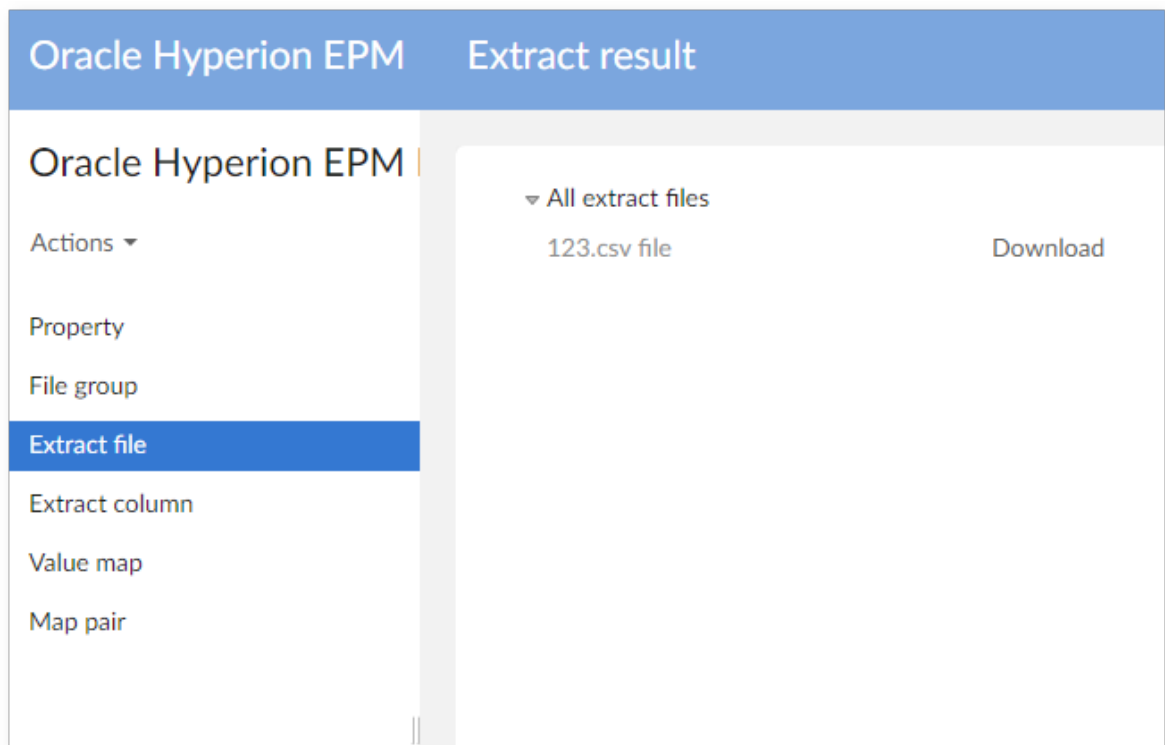 Oracle Hyperion EPM
Extract result
Oracle Hyperion EPM
Actions
Property
File group
Extract file
Extract column
Value map
Map pair
All extract files
123.csv file
Download